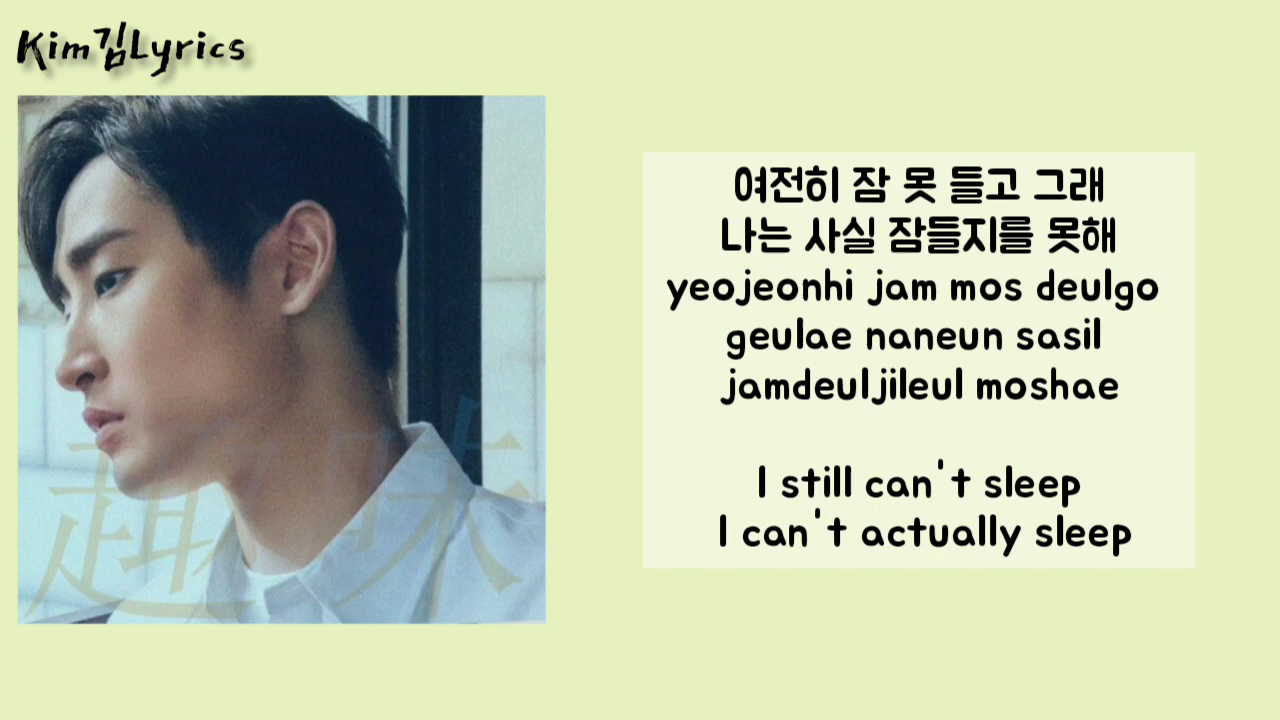 Kim김Lyrics
여전히 잠 못 들고 그래
나는 사실 잠들지를 못해
yeojeonhi jam mos deulgo
geulae naneun sasil
jamdeuljileul moshae
I still can't sleep
I can't actually sleep
趣味